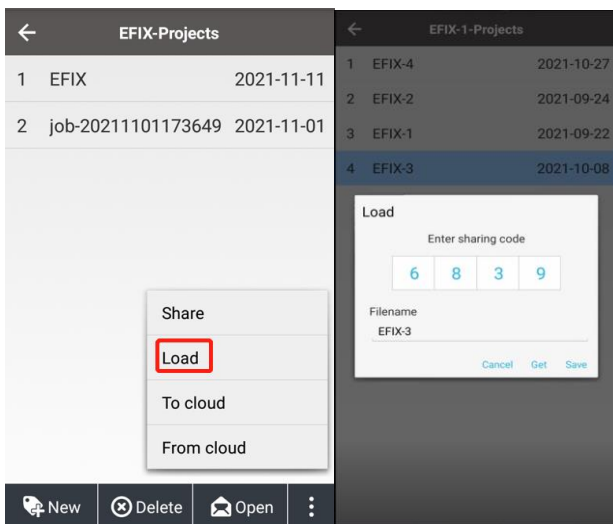 EFIX-Projects
1 EFIX 2021-11-11
2 job-20211101173649 2021-11-01
Share
Load
To cloud
From cloud
New Delete Open
EFIX-1-Projects
1 EFIX-4 2021-10-27
2 EFIX-2 2021-09-24
3 EFIX-1 2021-09-22
4 EFIX-3 2021-10-08
Load
Enter sharing code
6 8 3 9
Filename
EFIX-3
Cancel Get Save